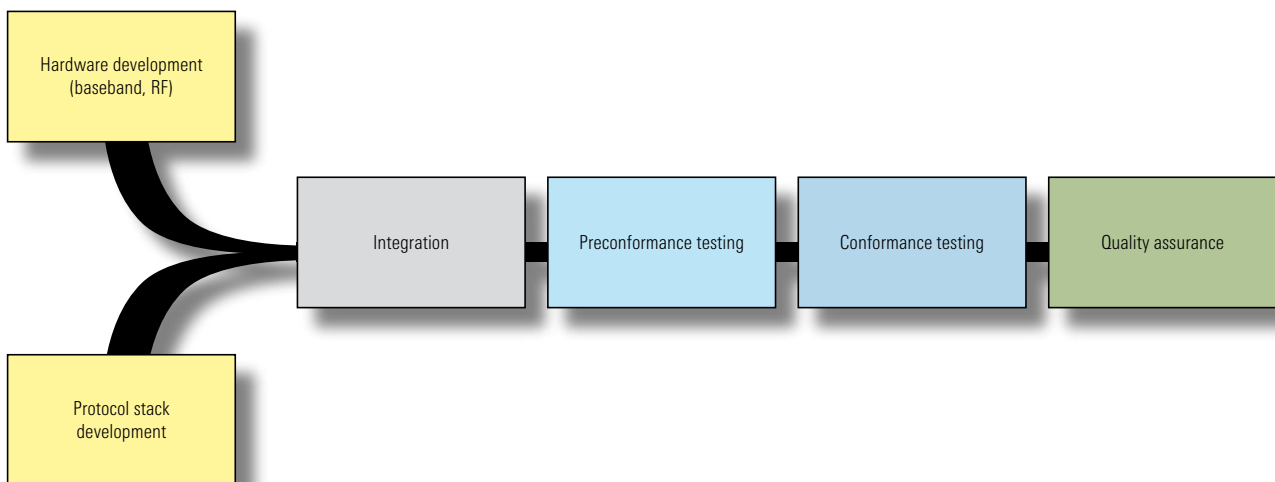 Hardware development
(baseband, RF)
Integration
Preconformance testing
Conformance testing
Quality assurance
Protocol stack
development